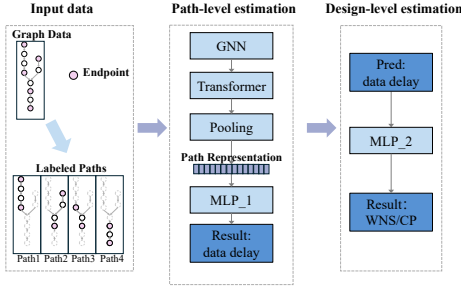 Input data
Path-level estimation
Design-level estimation
Graph Data
Endpoint
Labeled Paths
Path1 Path2 Path3 Path4
GNN
Transformer
Pooling
Path Representation
MLP_1
Result:
data delay
Pred:
data delay
MLP_2
Result：
WNS/CP